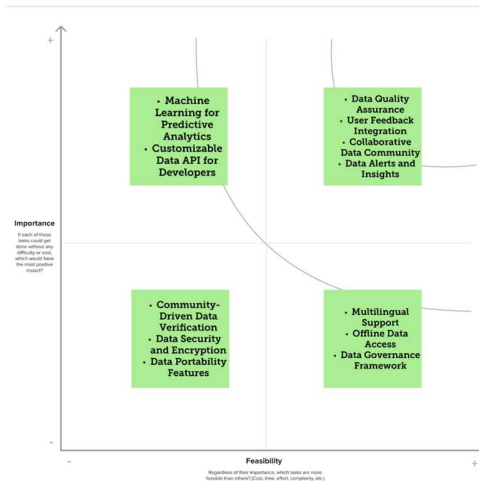 +
• Machine
Learning for
Predictive
Analytics
• Customizable
Data API for
Developers
• Data Quality
Assurance
• User Feedback
Integration
• Collaborative
Data Community
• Data Alerts and
Insights
Importance
If each of these
tasks could get
done without any
difficulty or cost,
which would have
the most positive
impact?
• Community-
Driven Data
Verification
• Data Security
and Encryption
• Data Portability
Features
• Multilingual
Support
• Offline Data
Access
• Data Governance
Framework
-
-
Feasibility
+
Regardless of their importance, which tasks are more
feasible than others? (Cost, time, effort, complexity, etc.)